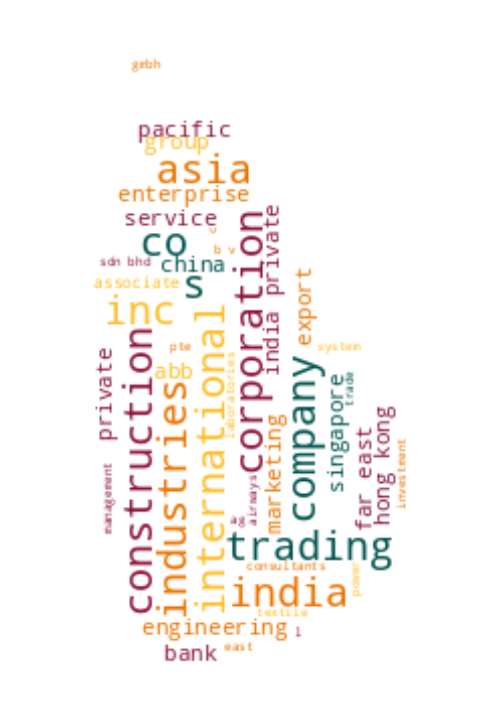 gmbh
pacific
group
asia
enterprise
service
corporation
india private
c
co
b v
sdn bhd
china
associate
s
export
inc
international
construction
pte
system
private
abb
laboratories
industries
company
singapore
trade
marketing
hong kong
far east
investment
management
airways
trading
consultants
power
india
textile
engineering
l
bank
east